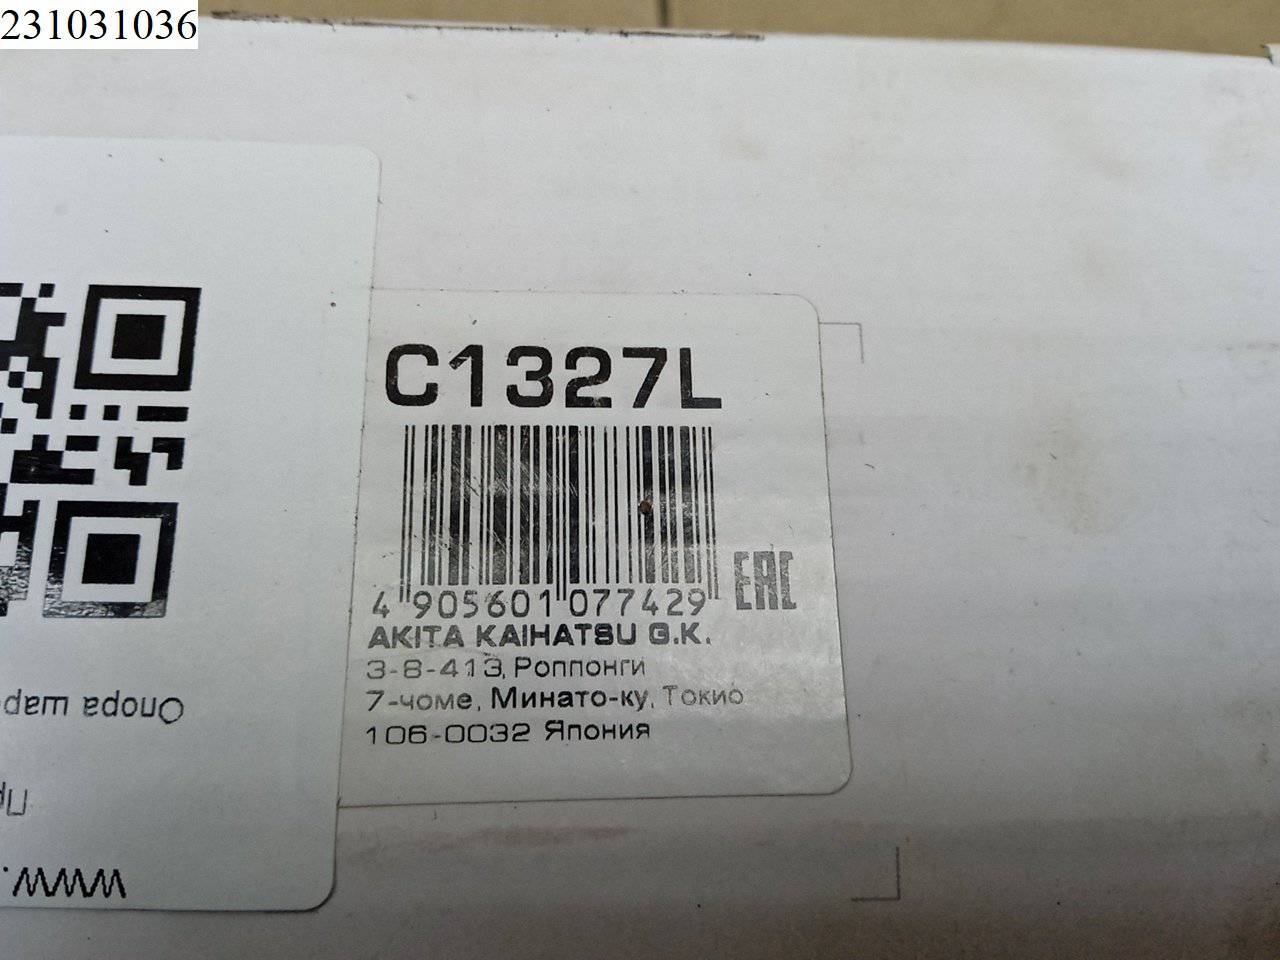 231031036
C1327L
4 905601 077429
EAC
AKITA KAIHATSU G.K.
3-8-413, Роппонги
7-чоме, Минато-ку, Токио
106-0032 Япония
Опора шар
Пр
www.